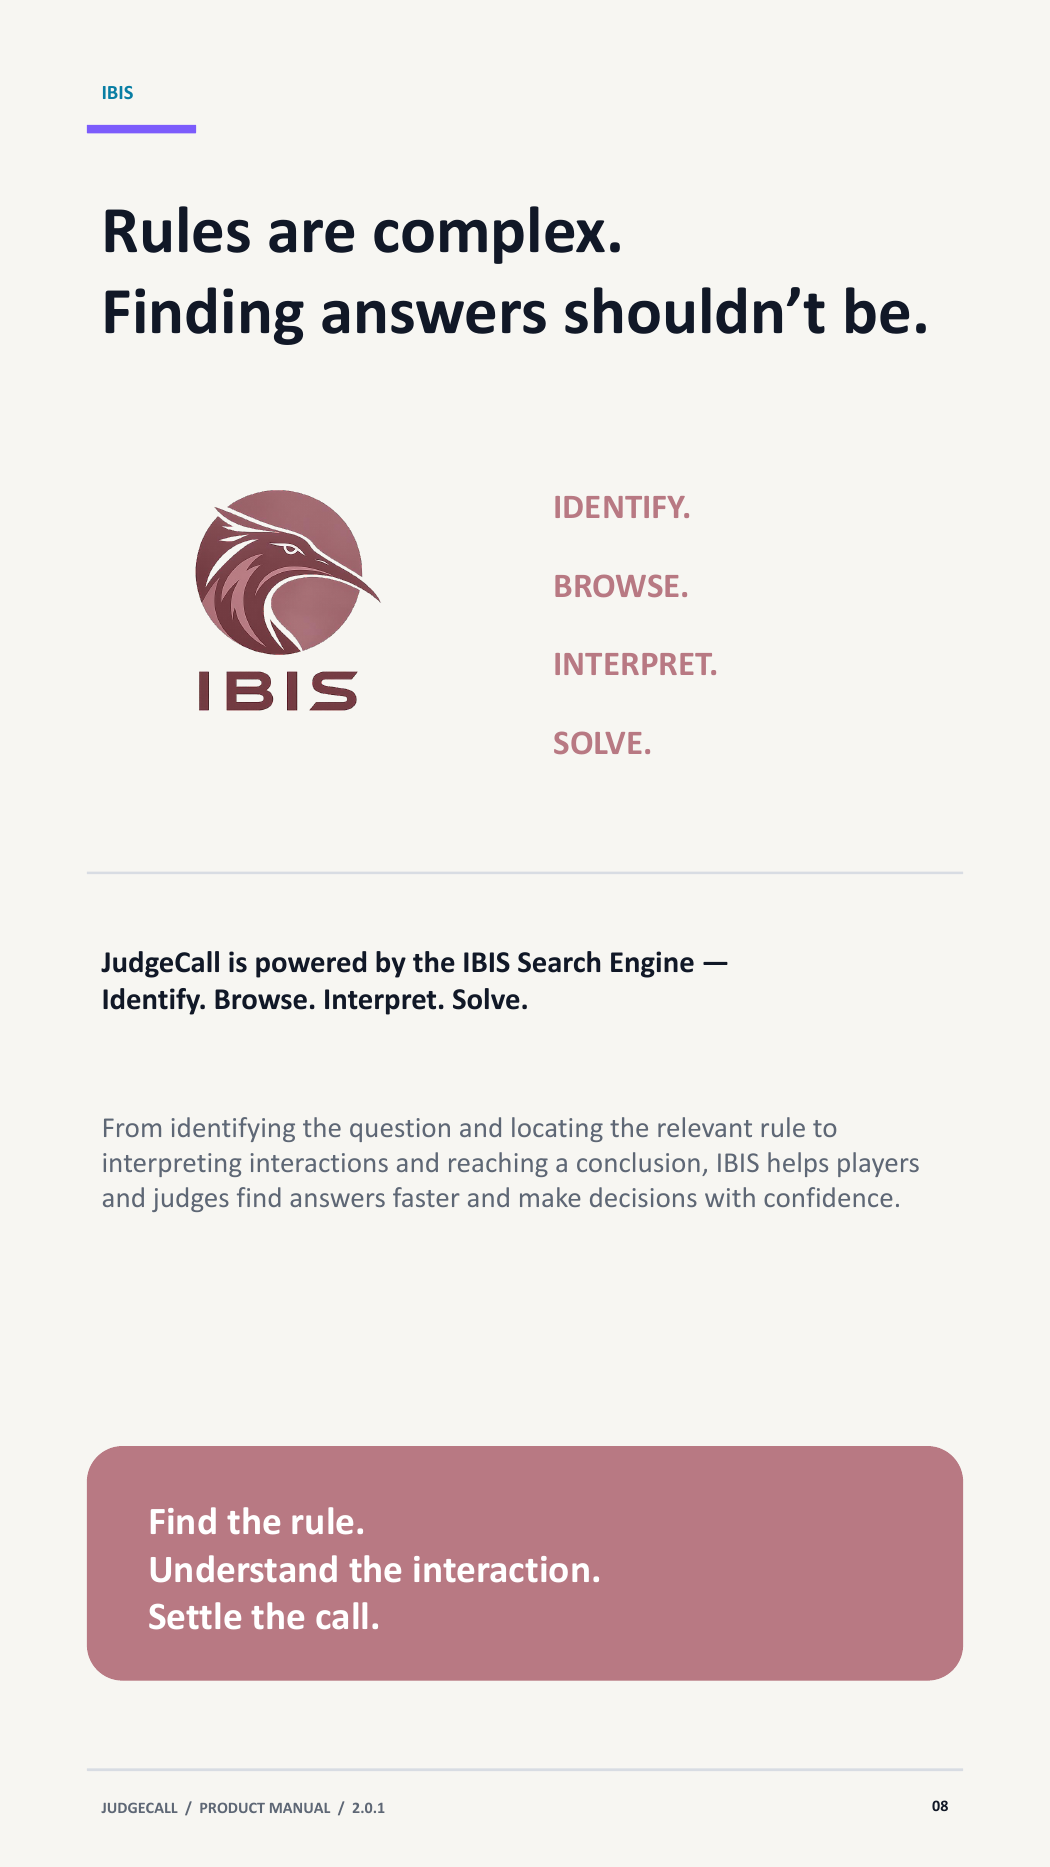 IBIS
Rules are complex.
Finding answers shouldn’t be.
IBIS
IDENTIFY.
BROWSE.
INTERPRET.
SOLVE.
JudgeCall is powered by the IBIS Search Engine —
Identify. Browse. Interpret. Solve.
From identifying the question and locating the relevant rule to
interpreting interactions and reaching a conclusion, IBIS helps players
and judges find answers faster and make decisions with confidence.
Find the rule.
Understand the interaction.
Settle the call.
JUDGECALL / PRODUCT MANUAL / 2.0.1
08